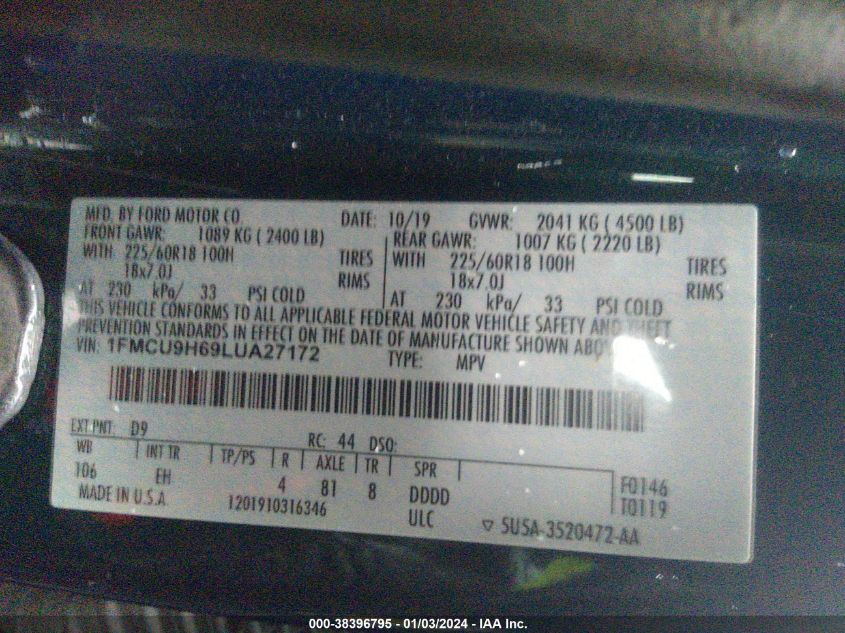 MFD. BY FORD MOTOR CO. DATE: 10/19 GVWR: 2041 KG ( 4500 LB)
FRONT GAWR: 1089 KG ( 2400 LB) REAR GAWR: 1007 KG ( 2220 LB)
WITH 225/60R18 100H TIRES WITH 225/60R18 100H TIRES
18x7.0J RIMS 18x7.0J RIMS
AT 230 kPa/ 33 PSI COLD AT 230 kPa/ 33 PSI COLD
THIS VEHICLE CONFORMS TO ALL APPLICABLE FEDERAL MOTOR VEHICLE SAFETY AND THEFT
PREVENTION STANDARDS IN EFFECT ON THE DATE OF MANUFACTURE SHOWN
VIN: 1FMCU9H69LUA27172 TYPE: MPV
EXT PNT: D9 RC: 44 DSO:
WB INT TR TP/PS R AXLE TR SPR
106 EH 4 81 8 DDDD F0146
MADE IN U.S.A. 1201910316346 ULC T0119
▽ 5U5A-3520472-AA
000-38396795 - 01/03/2024 - IAA Inc.